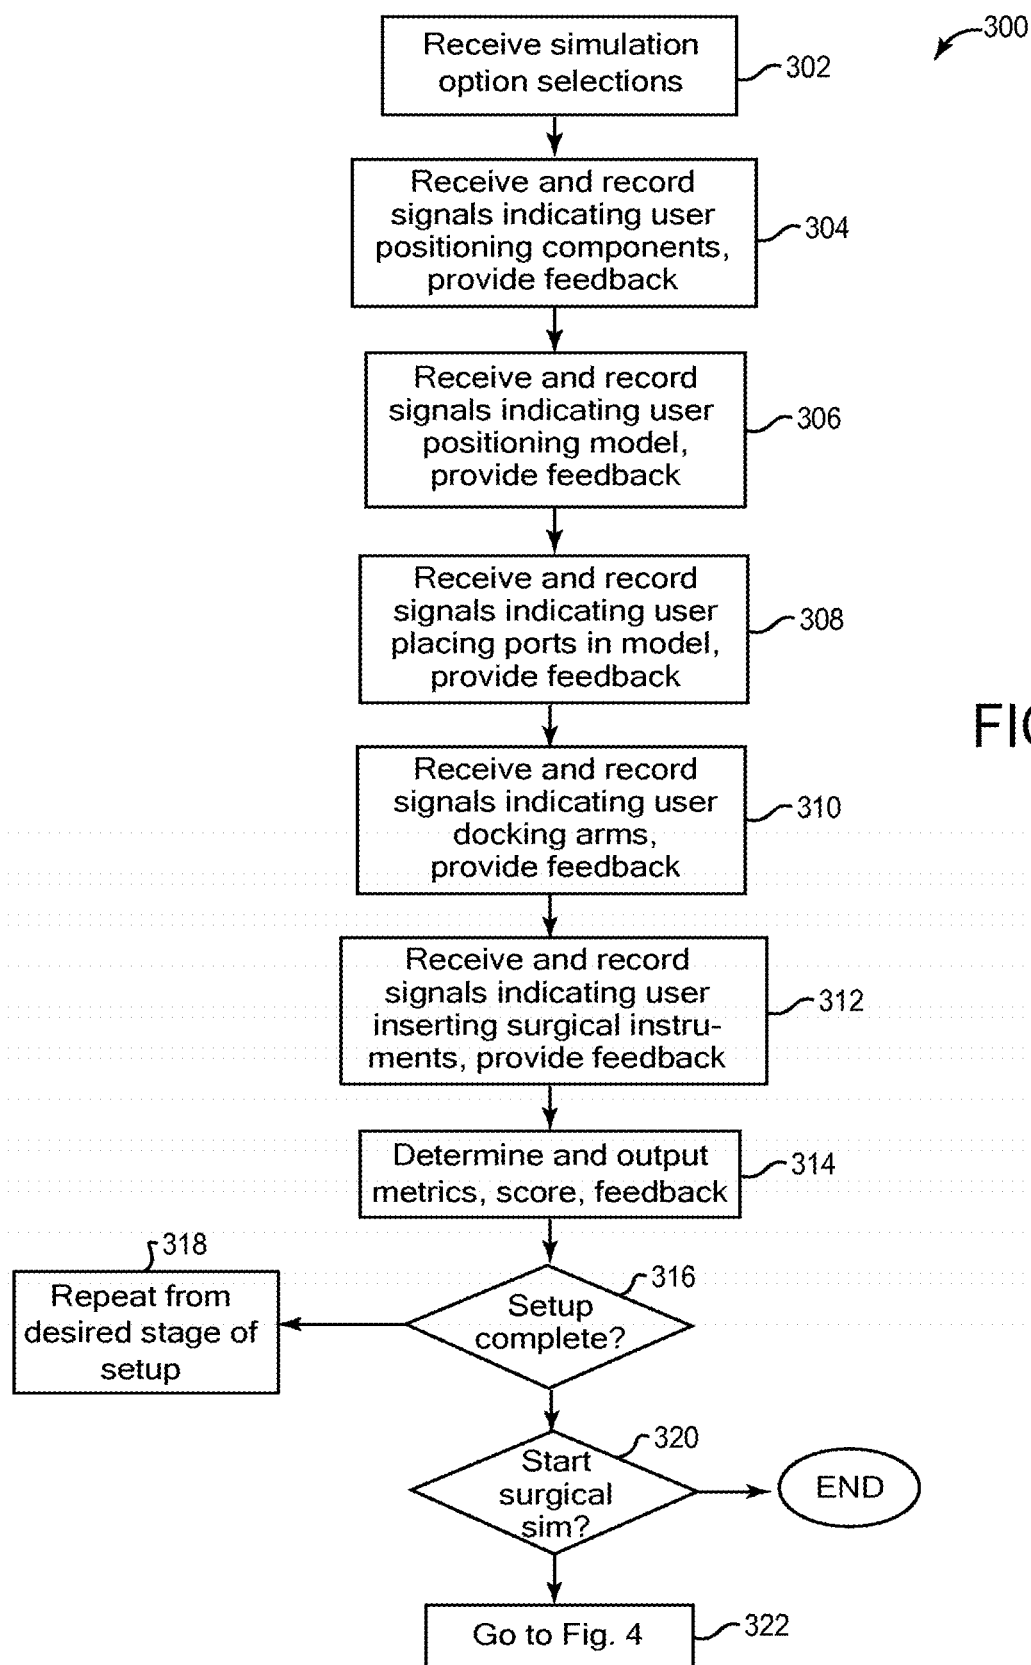 300
Receive simulation
option selections
302
Receive and record
signals indicating user
positioning components,
provide feedback
304
Receive and record
signals indicating user
positioning model,
provide feedback
306
Receive and record
signals indicating user
placing ports in model,
provide feedback
308
FIG
Receive and record
signals indicating user
docking arms,
provide feedback
310
Receive and record
signals indicating user
inserting surgical instru-
ments, provide feedback
312
Determine and output
metrics, score, feedback
314
318
Repeat from
desired stage of
setup
316
Setup
complete?
320
Start
surgical
sim?
END
Go to Fig. 4
322